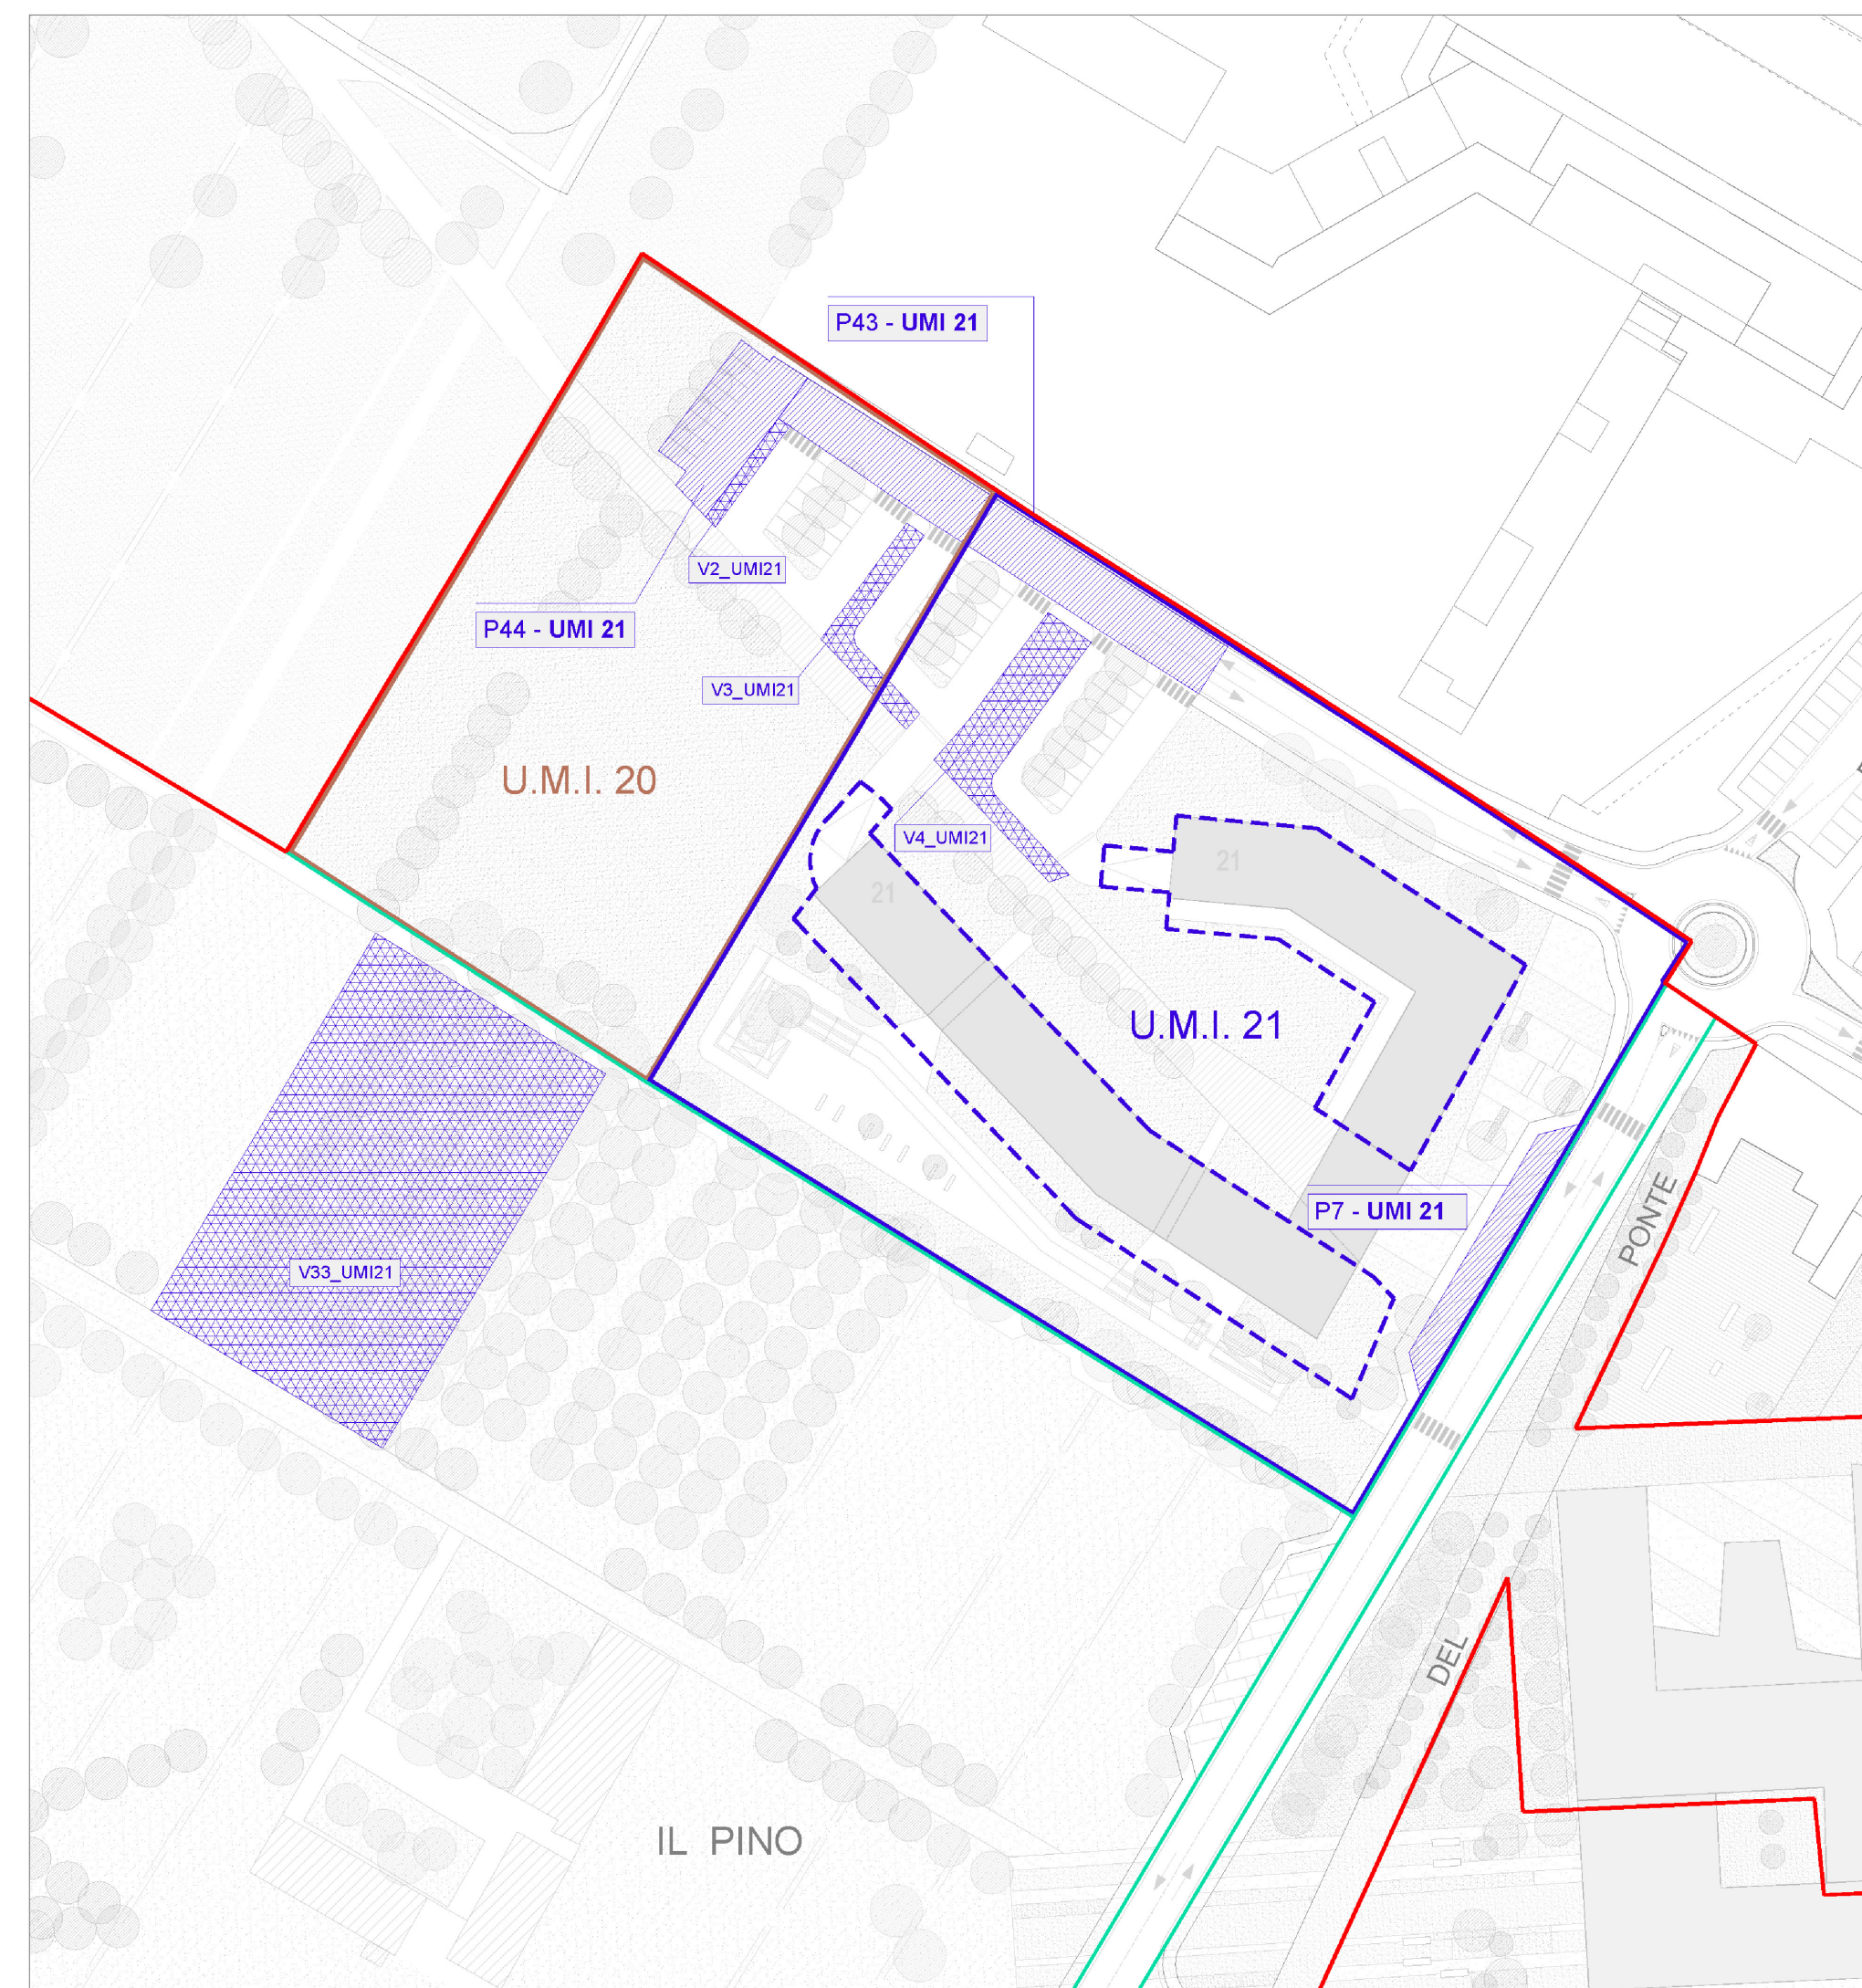 P43 - UMI 21
V2_UMI21
P44 - UMI 21
V3_UMI21
U.M.I. 20
V4_UMI21
21
21
U.M.I. 21
P7 - UMI 21
PONTE
V33_UMI21
DEL
IL PINO